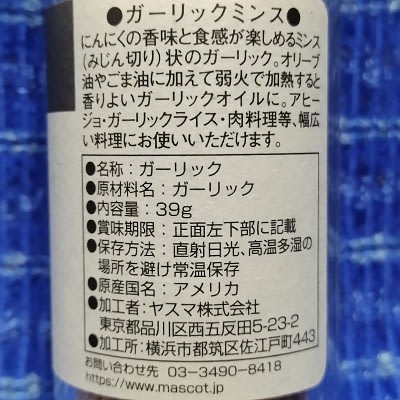 ●ガーリックミンス●
にんにくの香味と食感が楽しめるミンス
(みじん切り)状のガーリック。オリーブ
油やごま油に加えて弱火で加熱すると
香りよいガーリックオイルに。アヒー
ジョ・ガーリックライス・肉料理等、幅広
い料理にお使いいただけます。
●名称:ガーリック
●原材料名:ガーリック
●内容量:39g
●賞味期限:正面左下部に記載
●保存方法:直射日光、高温多湿の
場所を避け常温保存
●原産国名:アメリカ
●加工者:ヤスマ株式会社
東京都品川区西五反田5-23-2
●加工所:横浜市都筑区佐江戸町443
お問い合わせ先 03-3490-8418
https://www.mascot.jp/